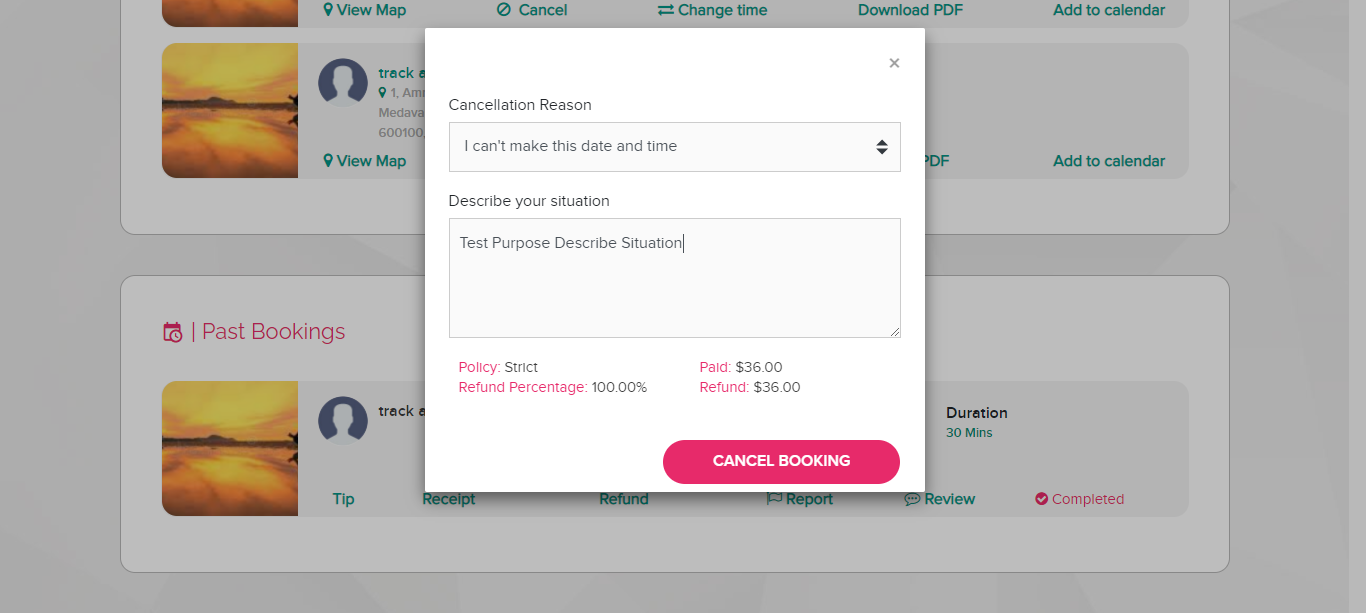 View Map
Cancel
Change time
Download PDF
Add to calendar
×
track
1,
600100,
View Map
PDF
Add to calendar
Cancellation Reason
I can't make this date and time
Describe your situation
Test Purpose Describe Situation
Policy: Strict
Paid: $36.00
Refund Percentage: 100.00%
Refund: $36.00
CANCEL BOOKING
| Past Bookings
track
Duration
30 Mins
Tip
Receipt
Refund
Report
Review
Completed